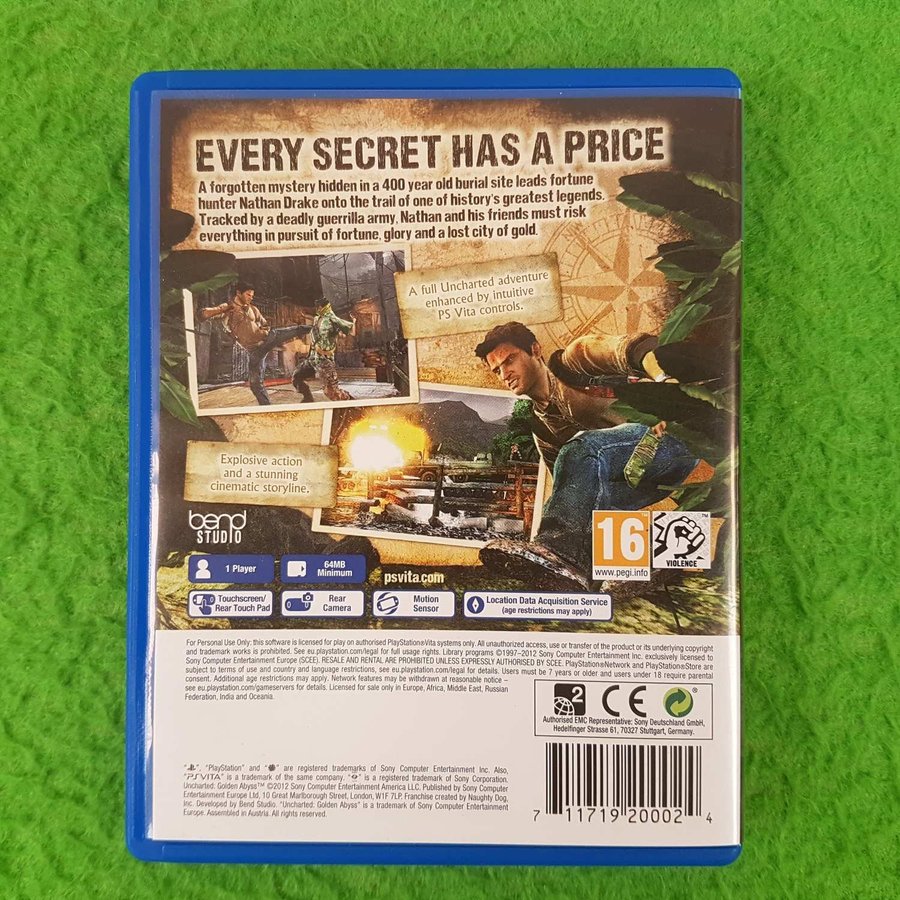 EVERY SECRET HAS A PRICE
A forgotten mystery hidden in a 400 year old burial site leads fortune
hunter Nathan Drake onto the trail of one of history's greatest legends.
Tracked by a deadly guerrilla army, Nathan and his friends must risk
everything in pursuit of fortune, glory and a lost city of gold.
A full Uncharted adventure
enhanced by intuitive
PS Vita controls.
Explosive action
and a stunning
cinematic storyline.
bend
STUDIO
16
www.pegi.info
VIOLENCE
TM
1 Player
64MB
Minimum
psvita.com
Touchscreen/
Rear Touch Pad
Rear
Camera
Motion
Sensor
Location Data Acquisition Service
(age restrictions may apply)
For Personal Use Only: this software is licensed for play on authorised PlayStation®Vita systems only. All unauthorized access, use or transfer of the product or its underlying copyright
and trademark works is prohibited. See eu.playstation.com/legal for full usage rights. Library programs ©1997–2012 Sony Computer Entertainment Inc. exclusively licensed to
Sony Computer Entertainment Europe (SCEE). RESALE AND RENTAL ARE PROHIBITED UNLESS EXPRESSLY AUTHORISED BY SCEE. PlayStation®Network and PlayStation®Store are
subject to terms of use and country and language restrictions, see eu.playstation.com/legal for details. Users must be 7 years or older and users under 18 require parental
consent. Additional age restrictions may apply. Network features may be withdrawn at reasonable notice –
see eu.playstation.com/gameservers for details. Licensed for sale only in Europe, Africa, Middle East, Russian
Federation, India and Oceania.
2
CE
Authorised EMC Representative: Sony Deutschland GmbH,
Hedelfinger Strasse 61, 70327 Stuttgart, Germany.
" ", "PlayStation" and " " are registered trademarks of Sony Computer Entertainment Inc. Also,
"PSVITA" is a trademark of the same company. " " is a registered trademark of Sony Corporation.
Uncharted: Golden Abyss™ ©2012 Sony Computer Entertainment America LLC. Published by Sony Computer
Entertainment Europe Ltd, 10 Great Marlborough Street, London, W1F 7LP. Franchise created by Naughty Dog,
Inc. Developed by Bend Studio. "Uncharted: Golden Abyss" is a trademark of Sony Computer Entertainment
Europe. Assembled in Austria. All rights reserved.
7 11719 20002 4